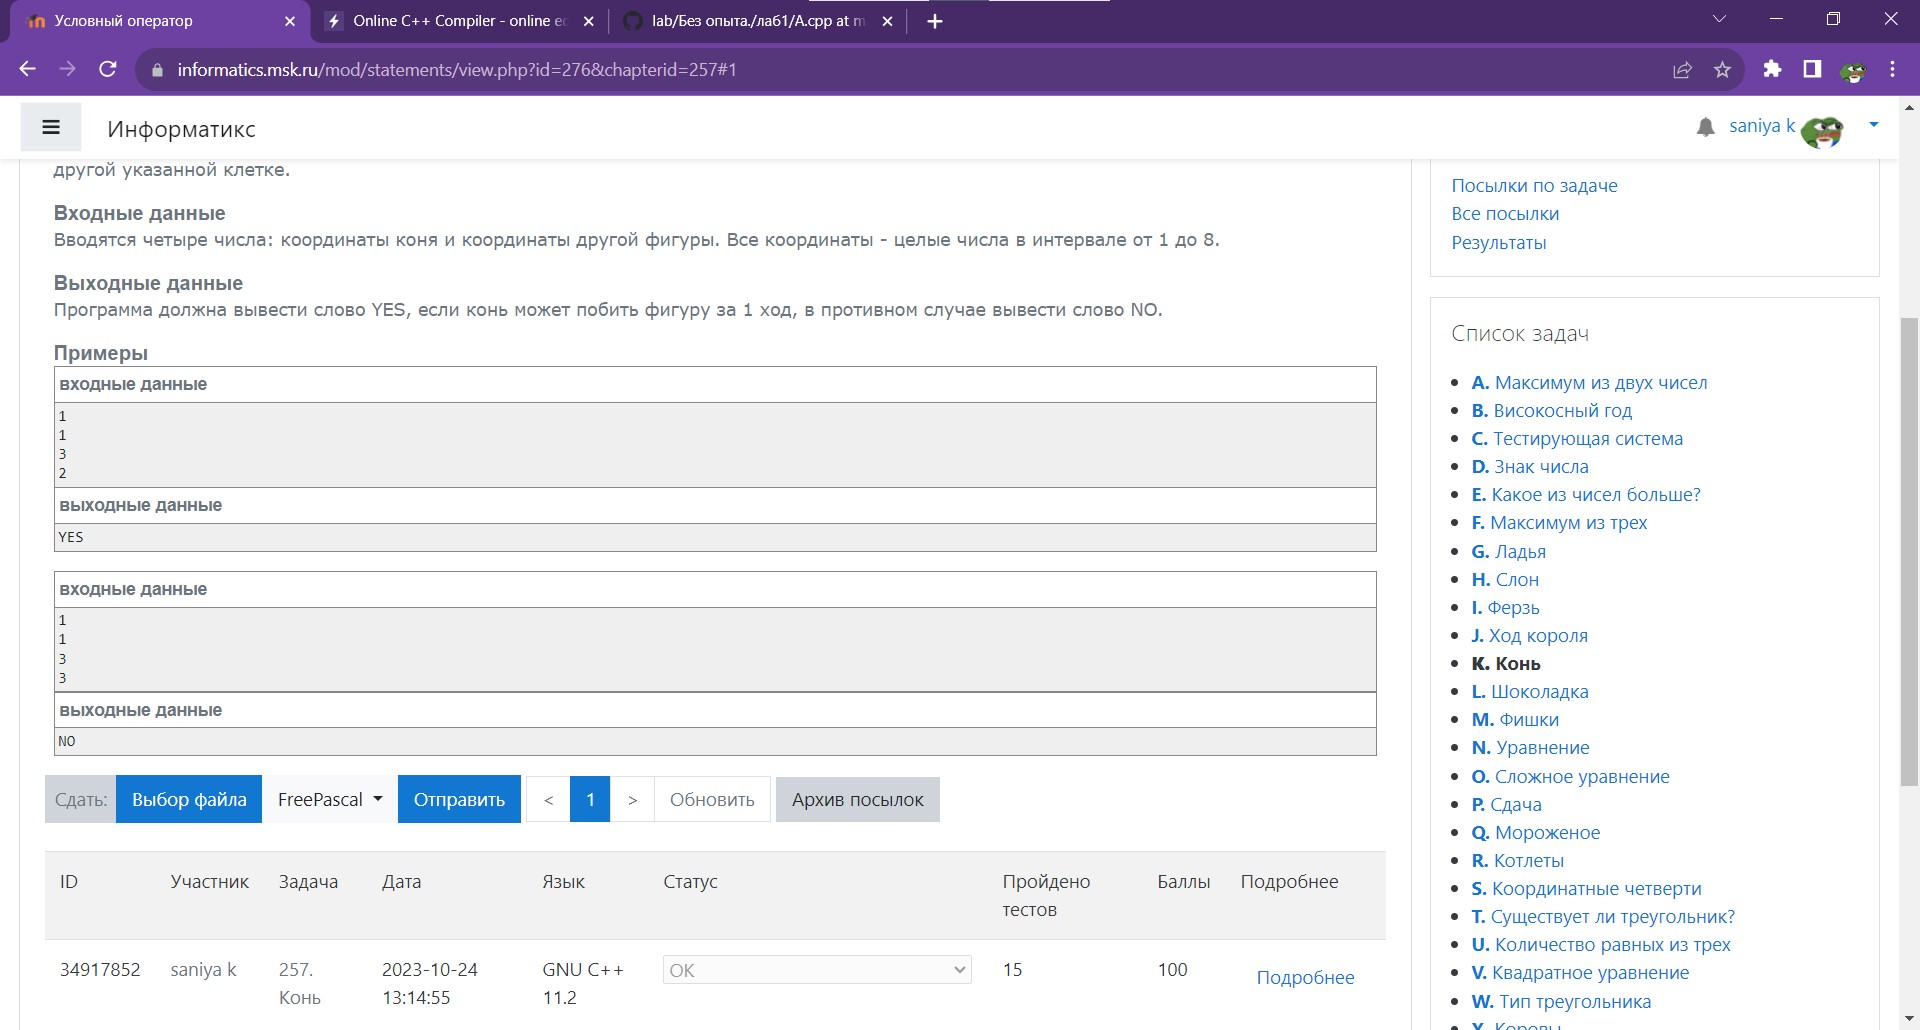 Условный оператор
Online C++ Compiler - online e
lab/Без опыта./лаб1/A.cpp at m
informatics.msk.ru/mod/statements/view.php?id=276&chapterid=257#1
Информатикс
saniya k
другой указанной клетке.
Входные данные
Вводятся четыре числа: координаты коня и координаты другой фигуры. Все координаты - целые числа в интервале от 1 до 8.
Выходные данные
Программа должна вывести слово YES, если конь может побить фигуру за 1 ход, в противном случае вывести слово NO.
Примеры
входные данные
1
1
3
2
выходные данные
YES
входные данные
1
1
3
3
выходные данные
NO
Сдать: Выбор файла FreePascal Отправить < 1 > Обновить Архив посылок
ID Участник Задача Дата Язык Статус Пройдено тестов Баллы Подробнее
34917852 saniya k 257. Конь 2023-10-24 13:14:55 GNU C++ 11.2 OK 15 100 Подробнее
Посылки по задаче
Все посылки
Результаты
Список задач
A. Максимум из двух чисел
B. Високосный год
C. Тестирующая система
D. Знак числа
E. Какое из чисел больше?
F. Максимум из трех
G. Ладья
H. Слон
I. Ферзь
J. Ход короля
K. Конь
L. Шоколадка
M. Фишки
N. Уравнение
O. Сложное уравнение
P. Сдача
Q. Мороженое
R. Котлеты
S. Координатные четверти
T. Существует ли треугольник?
U. Количество равных из трех
V. Квадратное уравнение
W. Тип треугольника
X. Коровы